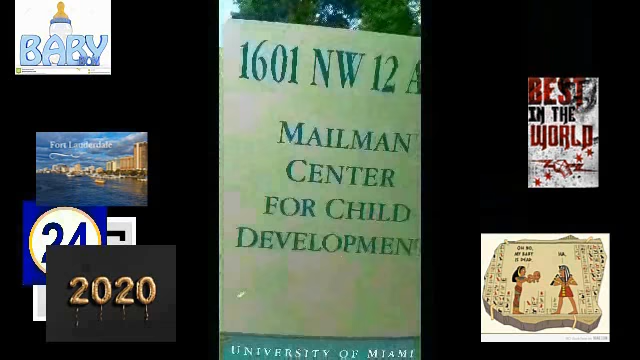 BABY
Fort Lauderdale
24
2020
1601 NW 12 A
MAILMAN
CENTER
FOR CHILD
DEVELOPMEN
UNIVERSITY OF MIAMI
BEST
IN THE
WORLD
OH NO,
MY BABY
IS DEAD.
HA.